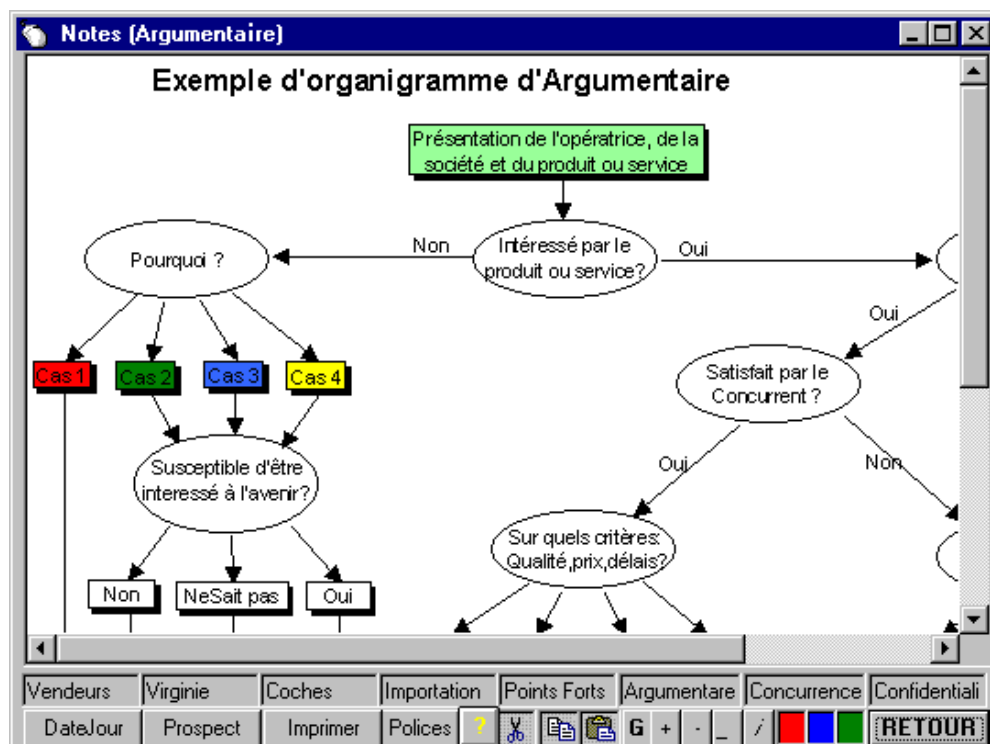 Notes (Argumentaire)
Exemple d'organigramme d'Argumentaire
Présentation de l'opératrice, de la
société et du produit ou service
Non
Intéressé par le
produit ou service?
Oui
Pourquoi ?
Oui
Cas 1
Cas 2
Cas 3
Cas 4
Satisfait par le
Concurrent ?
Susceptible d'être
interessé à l'avenir?
Oui
Non
Sur quels critères:
Qualité,prix,délais?
Non
NeSait pas
Oui
Vendeurs
Virginie
Coches
Importation
Points Forts
Argumentare
Concurrence
Confidentiali
DateJour
Prospect
Imprimer
Polices
?
G
+
-
_
/
RETOUR